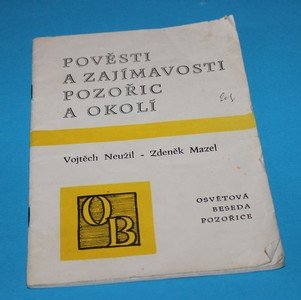 POVĚSTI
A ZAJÍMAVOSTI
POZOŘIC
A OKOLÍ
Vojtěch Neužil - Zdeněk Mazel
OB
OSVĚTOVÁ
BESEDA
POZOŘICE